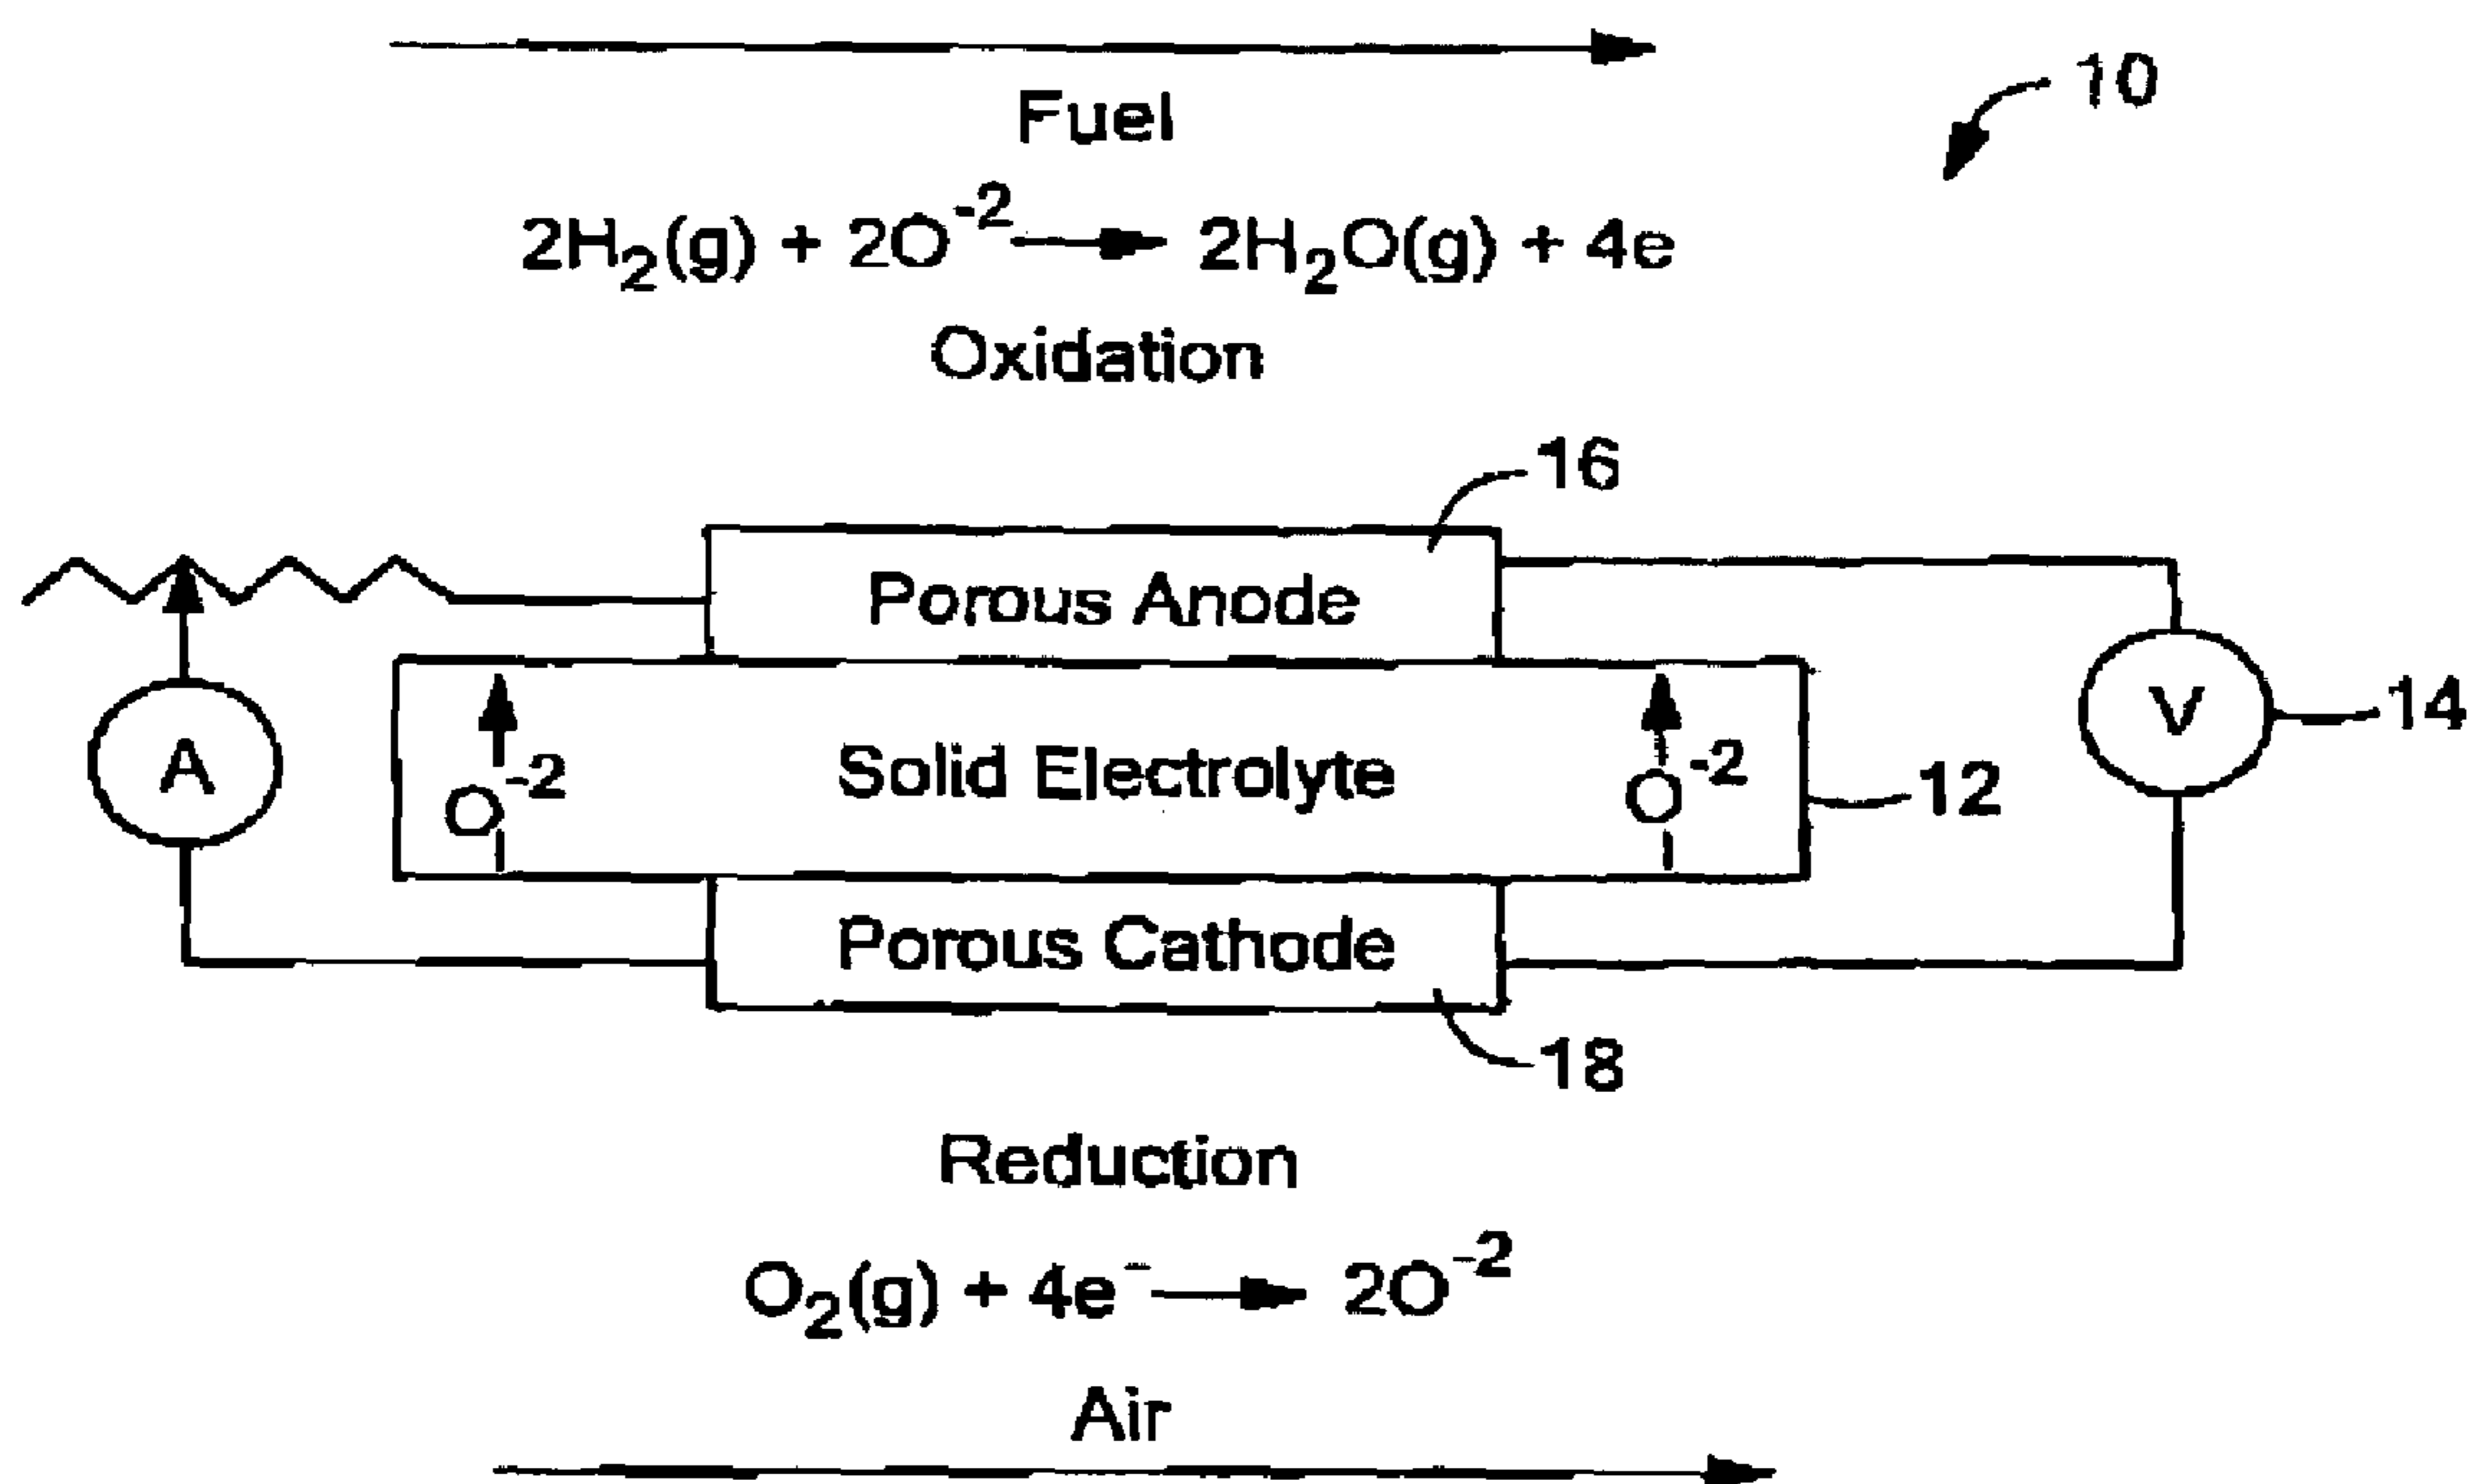 Fuel
10
2H₂(g) + 2O⁻² → 2H₂O(g) + 4e
Oxidation
16
Porous Anode
A
O⁻²
Solid Electrolyte
O⁻²
12
V
14
Porous Cathode
18
Reduction
O₂(g) + 4e⁻ → 2O⁻²
Air